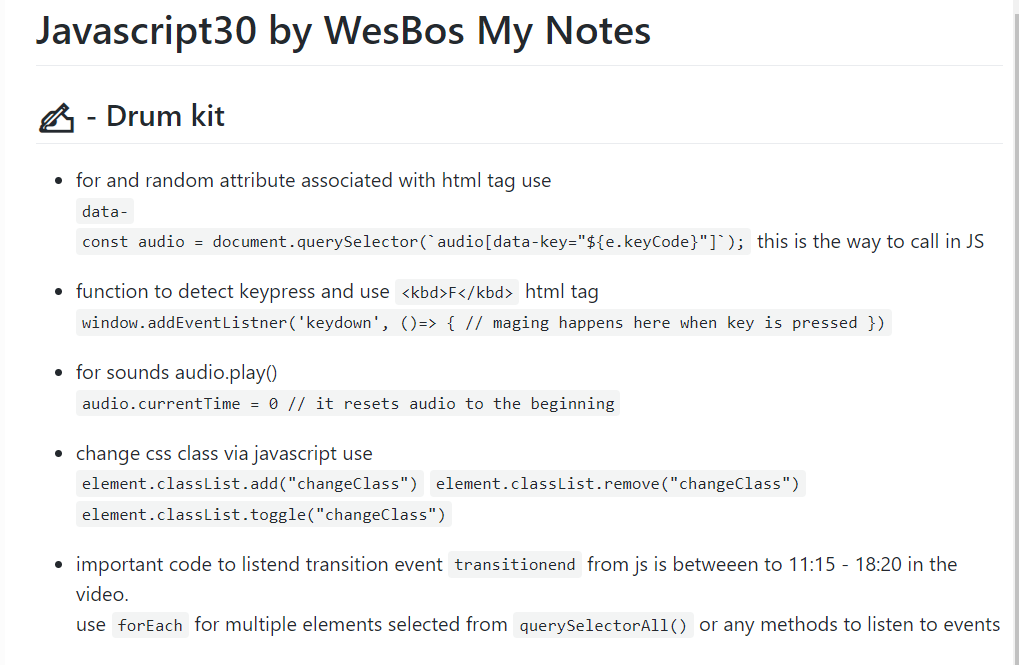 Javascript30 by WesBos My Notes
✍ - Drum kit
for and random attribute associated with html tag use
data-
const audio = document.querySelector(`audio[data-key="${e.keyCode}"]`); this is the way to call in JS
function to detect keypress and use <kbd>F</kbd> html tag
window.addEventListner('keydown', ()=> { // maging happens here when key is pressed })
for sounds audio.play()
audio.currentTime = 0 // it resets audio to the beginning
change css class via javascript use
element.classList.add("changeClass") element.classList.remove("changeClass")
element.classList.toggle("changeClass")
important code to listend transition event transitionend from js is betweeen to 11:15 - 18:20 in the
video.
use forEach for multiple elements selected from querySelectorAll() or any methods to listen to events